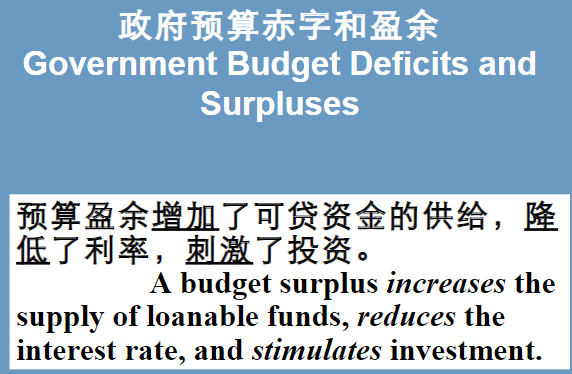 政府预算赤字和盈余
Government Budget Deficits and
Surpluses
预算盈余增加了可贷资金的供给，降
低了利率，刺激了投资。
A budget surplus increases the
supply of loanable funds, reduces the
interest rate, and stimulates investment.